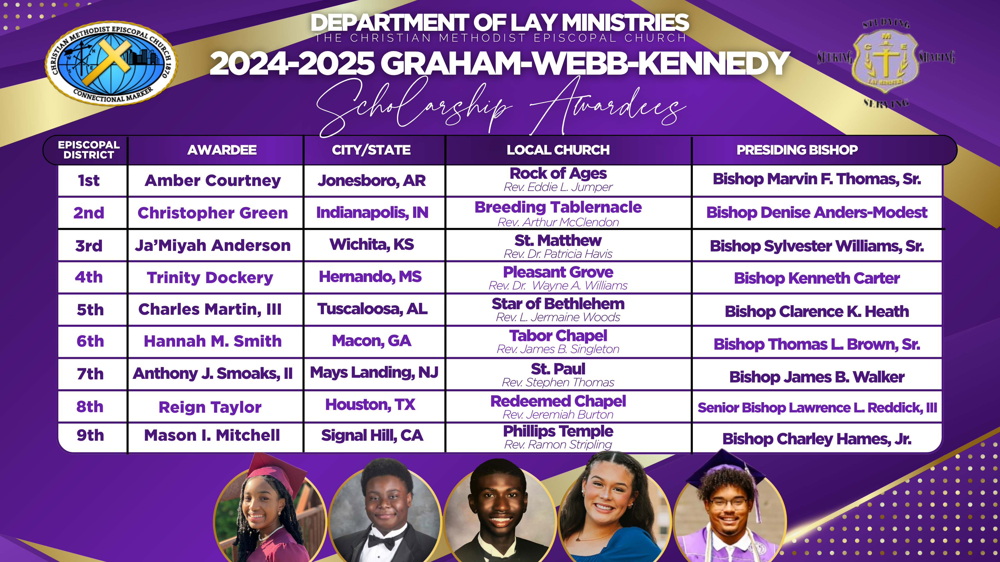 CHRISTIAN METHODIST EPISCOPAL CHURCH 1870
CONNECTIONAL MARKER
N
W
E
S
DEPARTMENT OF LAY MINISTRIES
THE CHRISTIAN METHODIST EPISCOPAL CHURCH
2024-2025 GRAHAM-WEBB-KENNEDY
Scholarship Awardees
STUDYING
SEEKING
SHARING
C M E
LAY MINISTRY
SERVING
EPISCOPAL DISTRICT AWARDEE CITY/STATE LOCAL CHURCH PRESIDING BISHOP
1st Amber Courtney Jonesboro, AR Rock of Ages Bishop Marvin F. Thomas, Sr.
Rev. Eddie L. Jumper
2nd Christopher Green Indianapolis, IN Breeding Tablernacle Bishop Denise Anders-Modest
Rev. Arthur McClendon
3rd Ja’Miyah Anderson Wichita, KS St. Matthew Bishop Sylvester Williams, Sr.
Rev. Dr. Patricia Havis
4th Trinity Dockery Hernando, MS Pleasant Grove Bishop Kenneth Carter
Rev. Dr. Wayne A. Williams
5th Charles Martin, III Tuscaloosa, AL Star of Bethlehem Bishop Clarence K. Heath
Rev. L. Jermaine Woods
6th Hannah M. Smith Macon, GA Tabor Chapel Bishop Thomas L. Brown, Sr.
Rev. James B. Singleton
7th Anthony J. Smoaks, II Mays Landing, NJ St. Paul Bishop James B. Walker
Rev. Stephen Thomas
8th Reign Taylor Houston, TX Redeemed Chapel Senior Bishop Lawrence L. Reddick, III
Rev. Jeremiah Burton
9th Mason I. Mitchell Signal Hill, CA Phillips Temple Bishop Charley Hames, Jr.
Rev. Ramon Stripling